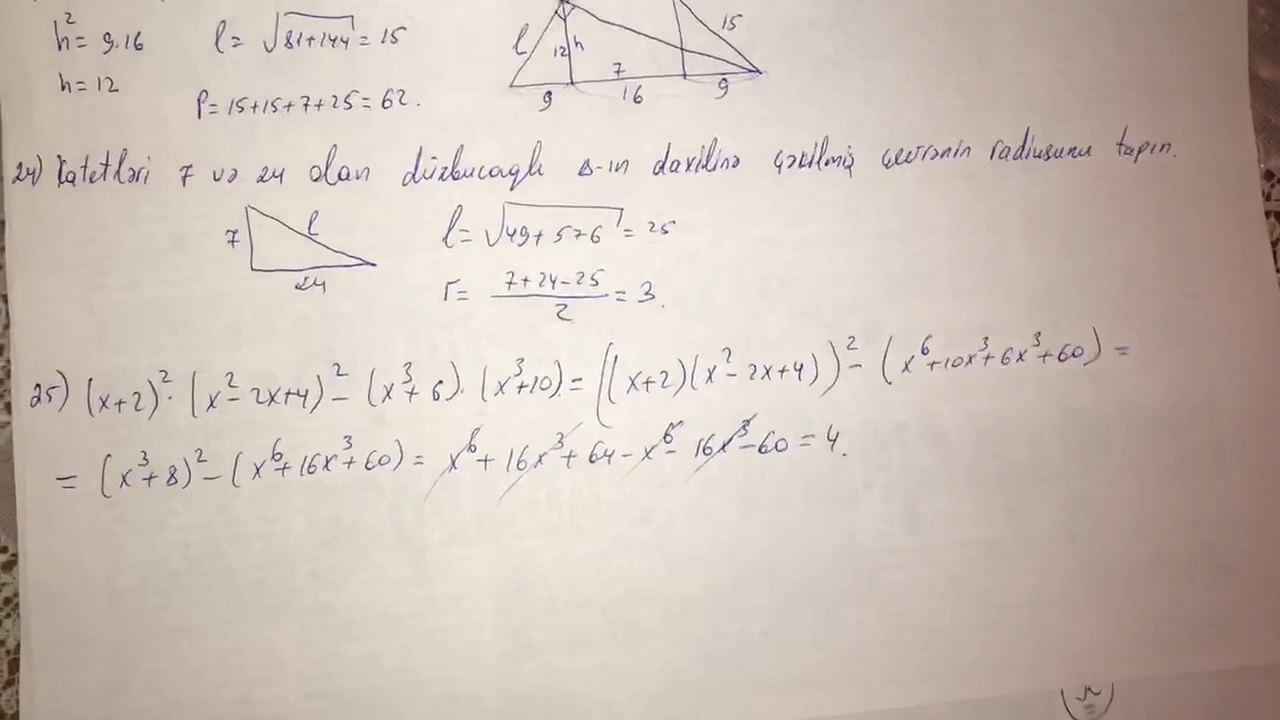 h² = 9.16 l = √81+144 = 15
h = 12
P = 15+15+7+25 = 62.
l 12 h 7 15
9 16 9
24) Katetləri 7 və 24 olan düzbucaqlı Δ-ın daxilinə çəkilmiş çevrənin radiusunu tapın.
7 l
24
l = √49+576 = 25
r = (7+24-25)/2 = 3.
25) (x+2)²·(x²-2x+4)² - (x³+6)·(x³+10) = ((x+2)(x²-2x+4))² - (x⁶+10x³+6x³+60) =
= (x³+8)² - (x⁶+16x³+60) = x⁶+16x³+64-x⁶-16x³-60 = 4.